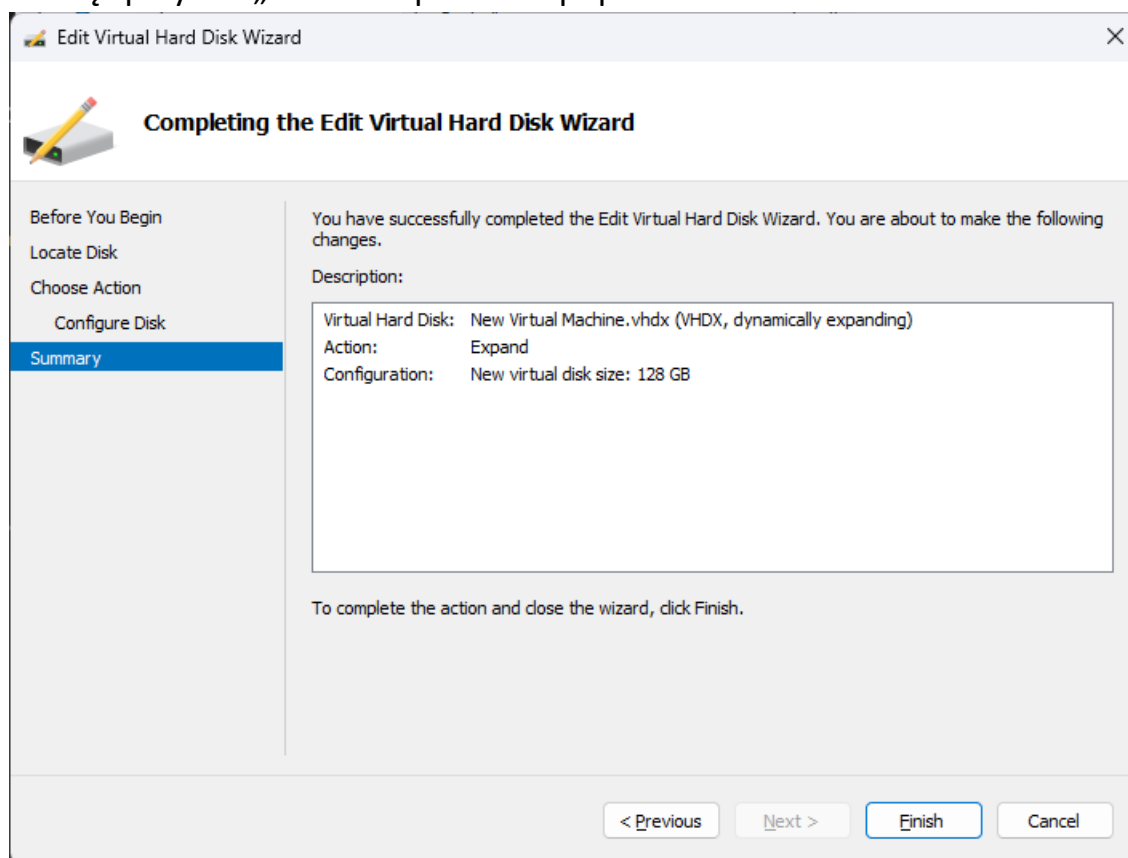 Edit Virtual Hard Disk Wizard
Completing the Edit Virtual Hard Disk Wizard
Before You Begin
Locate Disk
Choose Action
Configure Disk
Summary
You have successfully completed the Edit Virtual Hard Disk Wizard. You are about to make the following
changes.
Description:
Virtual Hard Disk: New Virtual Machine.vhdx (VHDX, dynamically expanding)
Action: Expand
Configuration: New virtual disk size: 128 GB
To complete the action and close the wizard, click Finish.
< Previous
Next >
Finish
Cancel